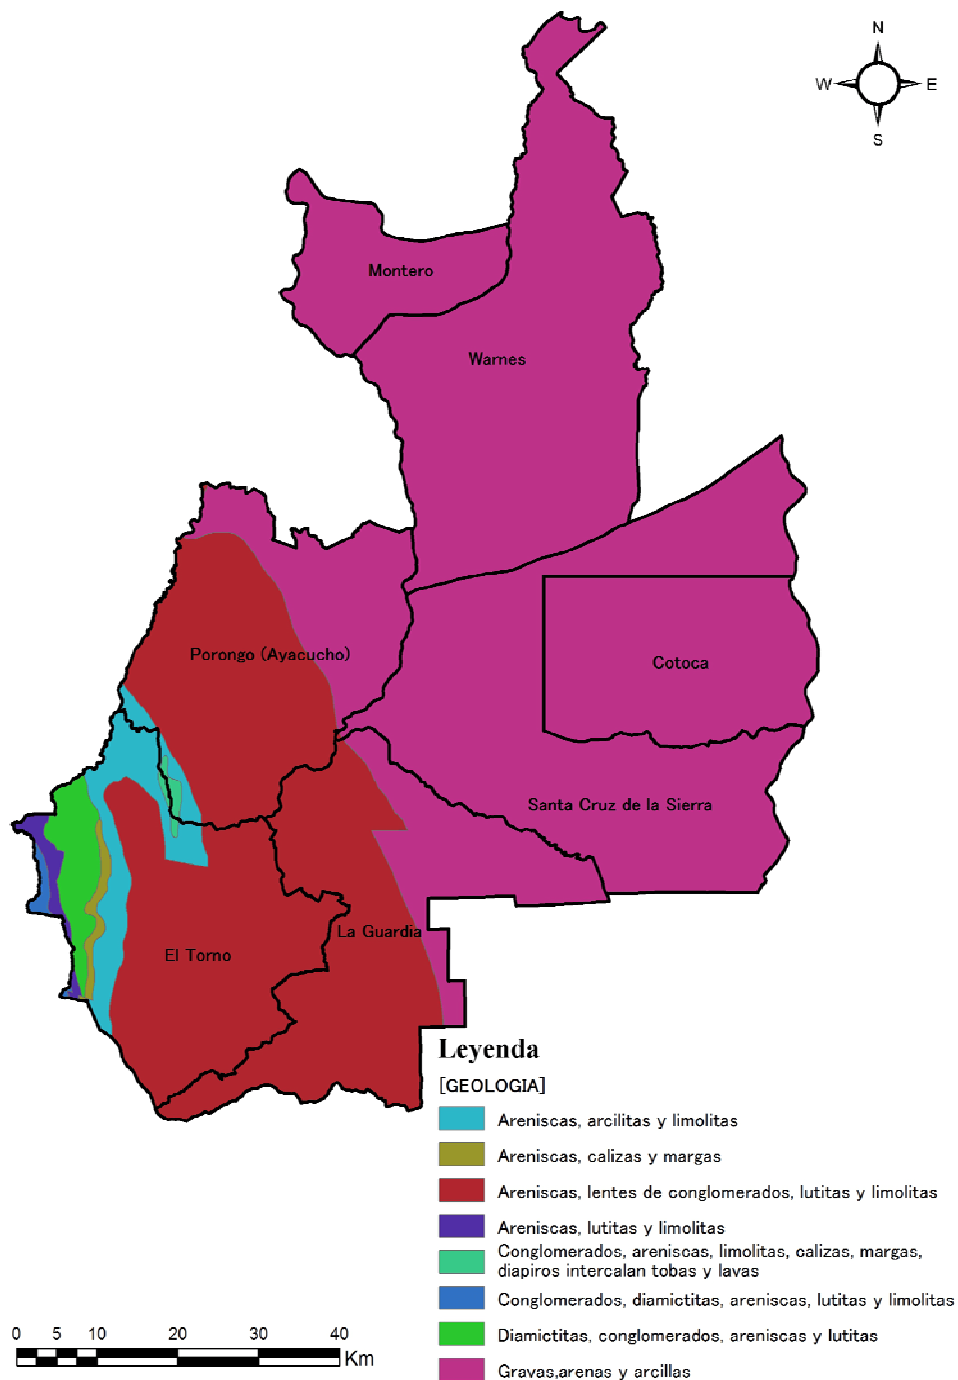 N
W
E
S
Montero
Warnes
Porongo (Ayacucho)
Cotoca
Santa Cruz de la Sierra
La Guardia
El Torno
Leyenda
[GEOLOGIA]
Areniscas, arcilitas y limolitas
Areniscas, calizas y margas
Areniscas, lentes de conglomerados, lutitas y limolitas
Areniscas, lutitas y limolitas
Conglomerados, areniscas, limolitas, calizas, margas,
diapiros intercalan tobas y lavas
Conglomerados, diamictitas, areniscas, lutitas y limolitas
Diamictitas, conglomerados, areniscas y lutitas
Gravas,arenas y arcillas
0 5 10 20 30 40
Km